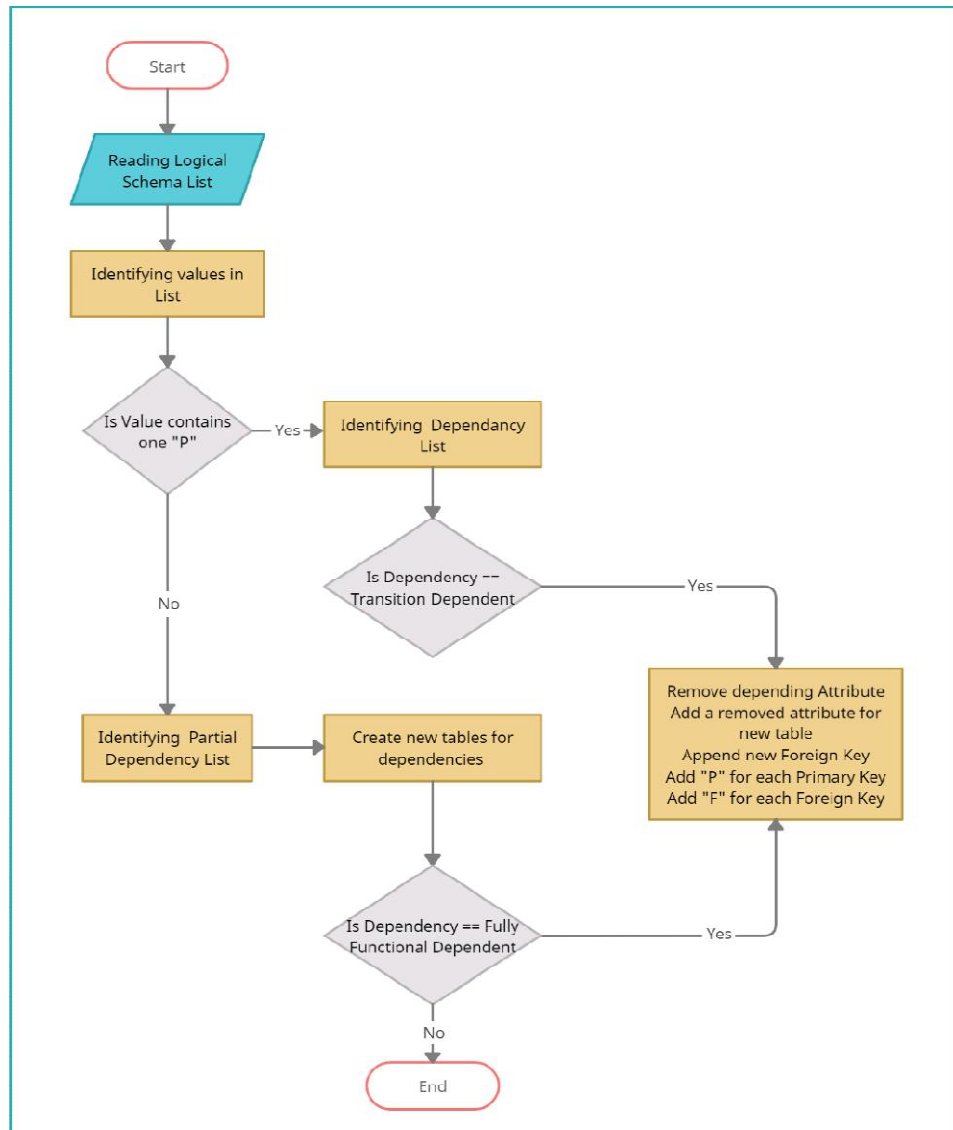 Start
Reading Logical
Schema List
Identifying values in
List
Is Value contains
one "P"
Yes
Identifying Dependancy
List
Is Dependency ==
Transition Dependent
Yes
No
Remove depending Attribute
Add a removed attribute for
new table
Append new Foreign Key
Add "P" for each Primary Key
Add "F" for each Foreign Key
Identifying Partial
Dependency List
Create new tables for
dependencies
Is Dependency == Fully
Functional Dependent
Yes
No
End